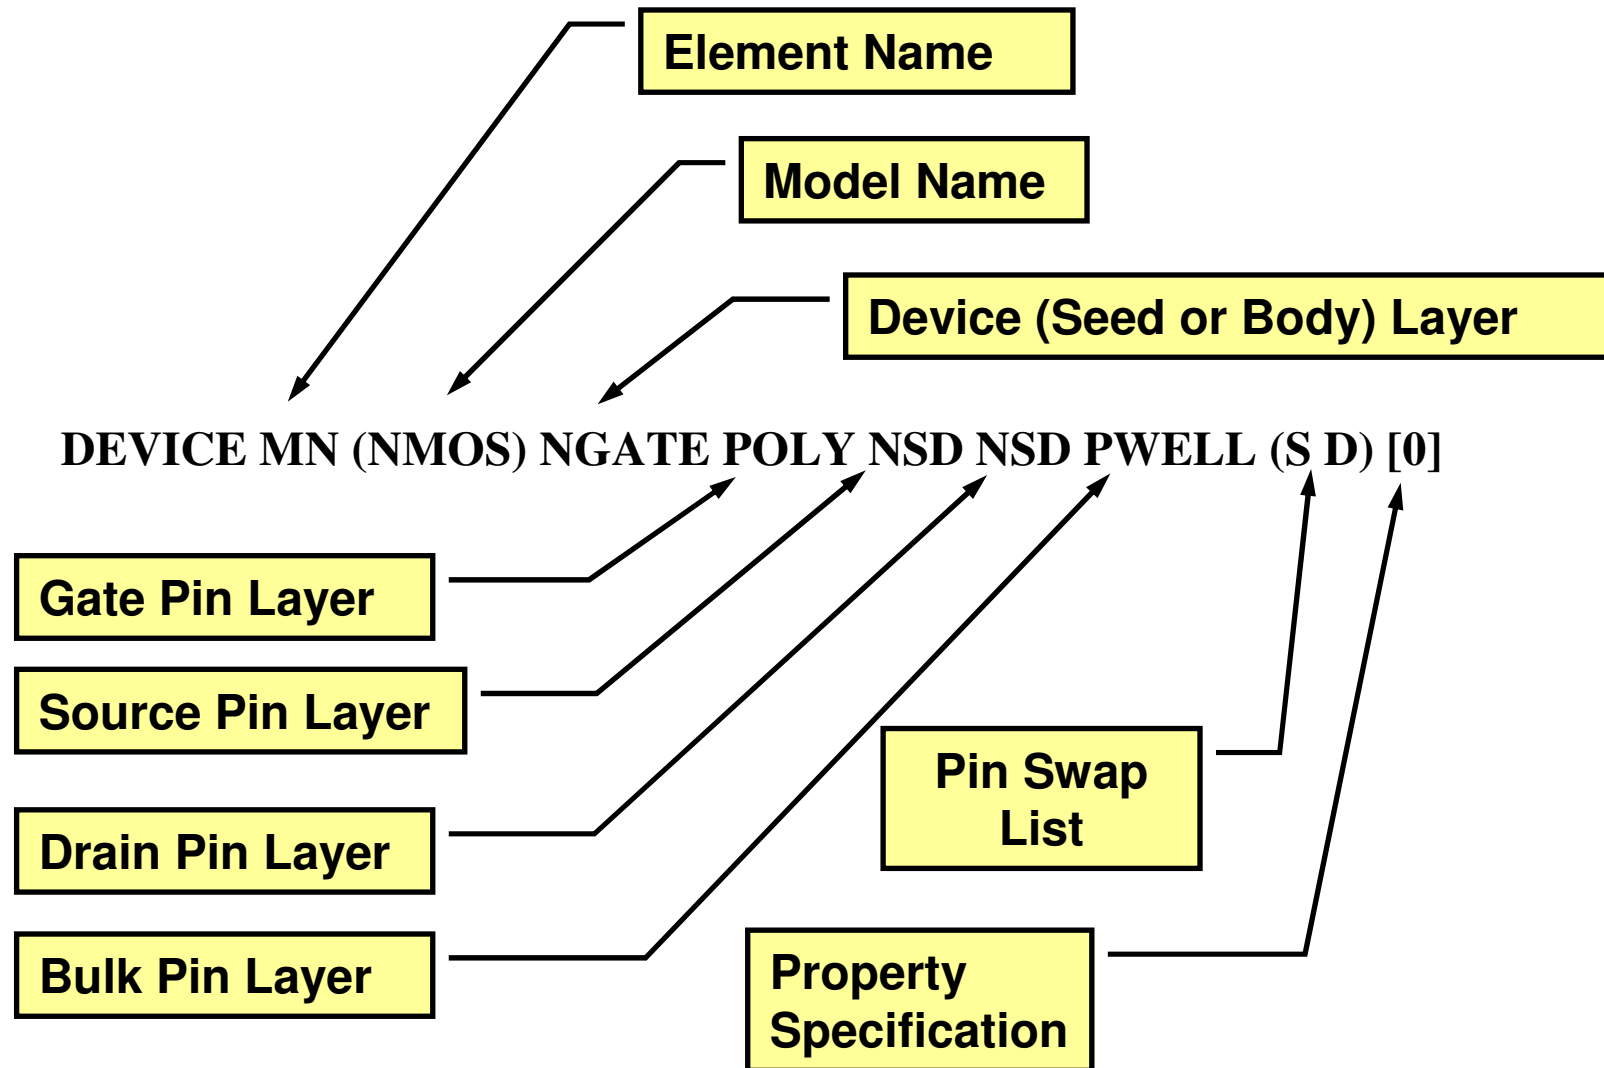 Element Name
Model Name
Device (Seed or Body) Layer
DEVICE MN (NMOS) NGATE POLY NSD NSD PWELL (S D) [0]
Gate Pin Layer
Source Pin Layer
Drain Pin Layer
Bulk Pin Layer
Pin Swap
List
Property
Specification